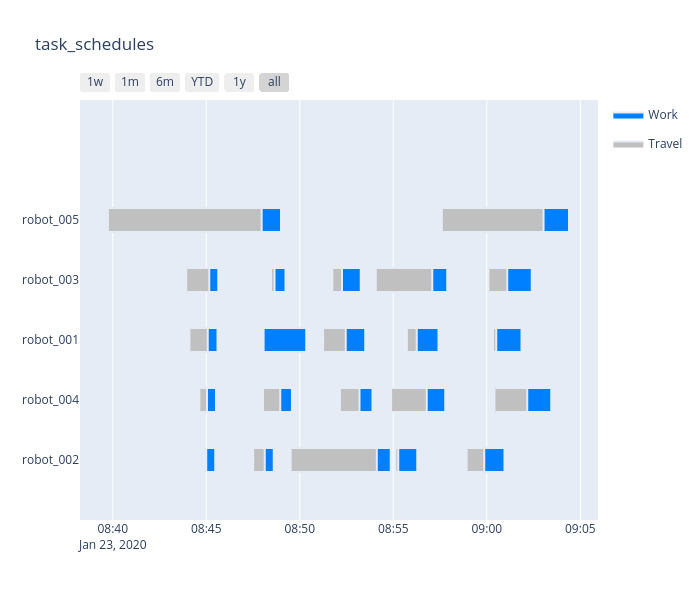 task_schedules
1w 1m 6m YTD 1y all
Work
Travel
robot_005
robot_003
robot_001
robot_004
robot_002
08:40 08:45 08:50 08:55 09:00 09:05
Jan 23, 2020